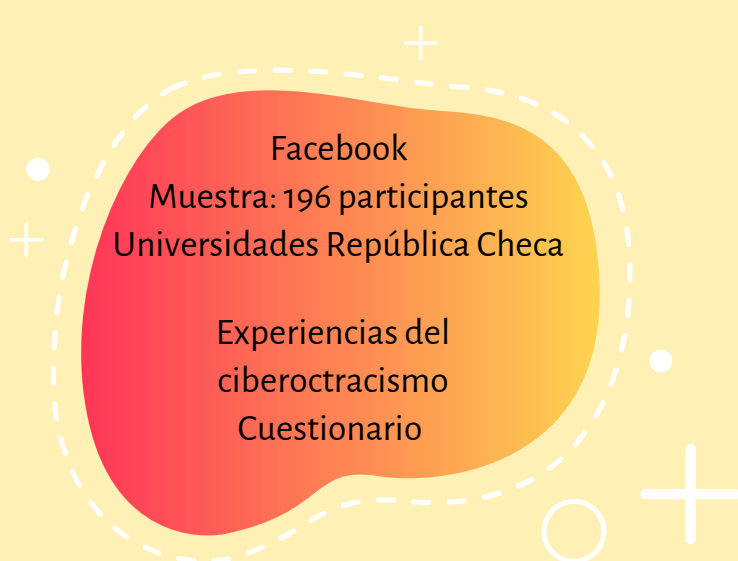 Facebook
Muestra: 196 participantes
Universidades República Checa
Experiencias del
ciberoctracismo
Cuestionario